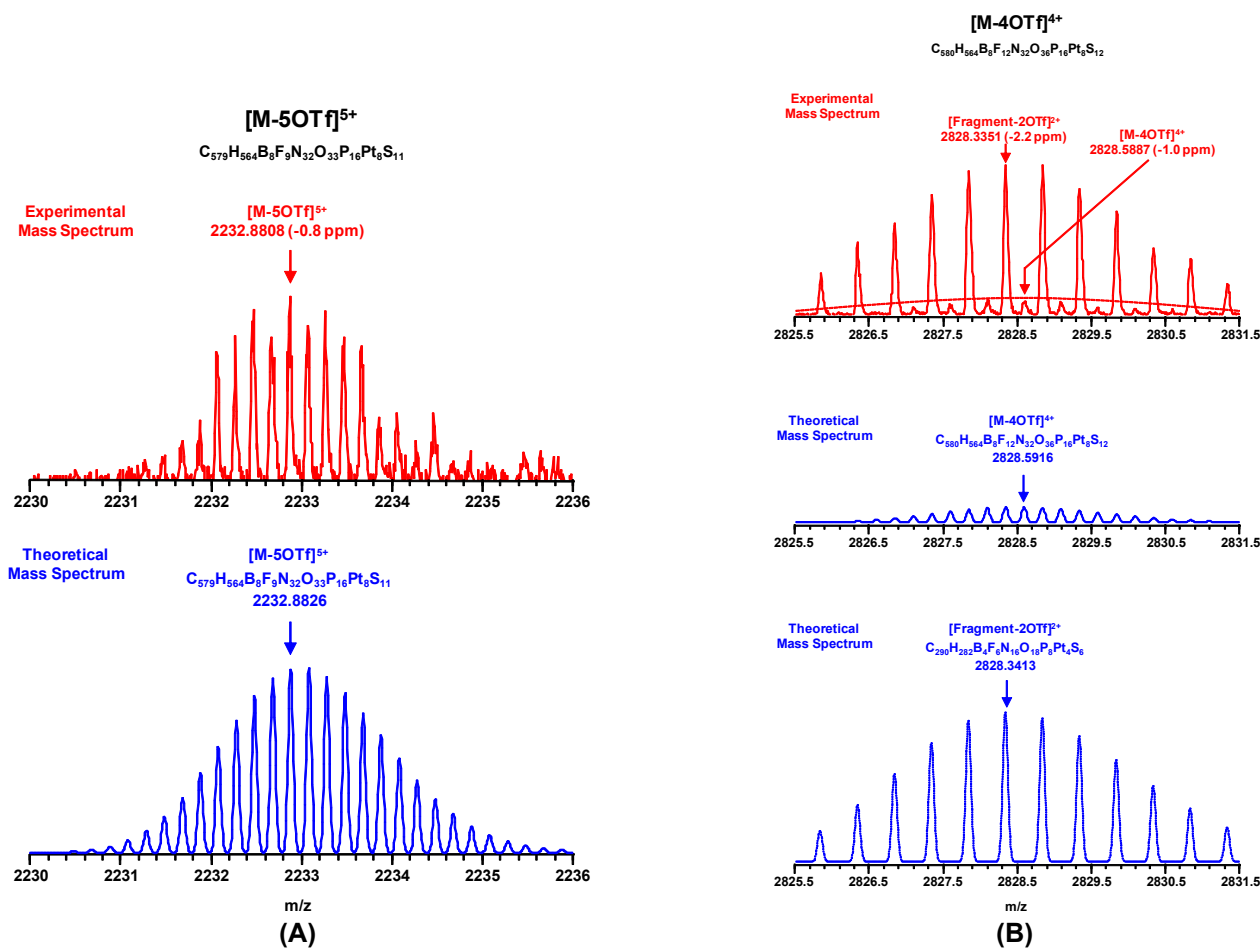 [M-5OTf]⁵⁺
C₅₇₉H₅₆₄B₈F₉N₃₂O₃₃P₁₆Pt₈S₁₁
Experimental
Mass Spectrum
[M-5OTf]⁵⁺
2232.8808 (-0.8 ppm)
2230 2231 2232 2233 2234 2235 2236
Theoretical
Mass Spectrum
[M-5OTf]⁵⁺
C₅₇₉H₅₆₄B₈F₉N₃₂O₃₃P₁₆Pt₈S₁₁
2232.8826
2230 2231 2232 2233 2234 2235 2236
m/z
(A)
[M-4OTf]⁴⁺
C₅₈₀H₅₆₄B₈F₁₂N₃₂O₃₆P₁₆Pt₈S₁₂
Experimental
Mass Spectrum
[Fragment-2OTf]²⁺
2828.3351 (-2.2 ppm)
[M-4OTf]⁴⁺
2828.5887 (-1.0 ppm)
2825.5 2826.5 2827.5 2828.5 2829.5 2830.5 2831.5
Theoretical
Mass Spectrum
[M-4OTf]⁴⁺
C₅₈₀H₅₆₄B₈F₁₂N₃₂O₃₆P₁₆Pt₈S₁₂
2828.5916
2825.5 2826.5 2827.5 2828.5 2829.5 2830.5 2831.5
Theoretical
Mass Spectrum
[Fragment-2OTf]²⁺
C₂₉₀H₂₈₂B₄F₆N₁₆O₁₈P₈Pt₄S₆
2828.3413
2825.5 2826.5 2827.5 2828.5 2829.5 2830.5 2831.5
m/z
(B)